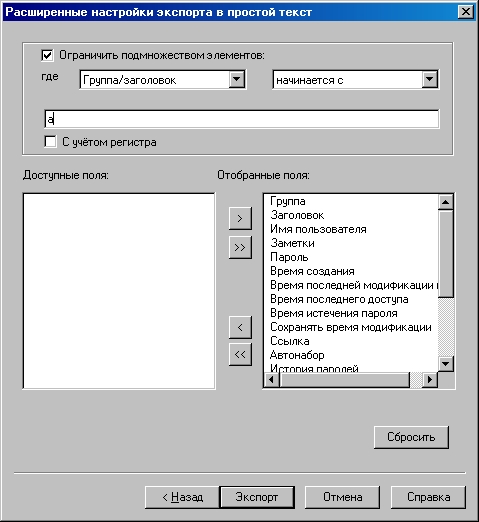 Расширенные настройки экспорта в простой текст
Ограничить подмножеством элементов:
где Группа/заголовок начинается с
а
С учётом регистра
Доступные поля: Отобранные поля:
Группа
Заголовок
Имя пользователя
> Заметки
>> Пароль
Время создания
Время последней модификации
Время последнего доступа
Время истечения пароля
< Сохранять время модификации
<< Ссылка
Автонабор
История паролей
Сбросить
< Назад Экспорт Отмена Справка